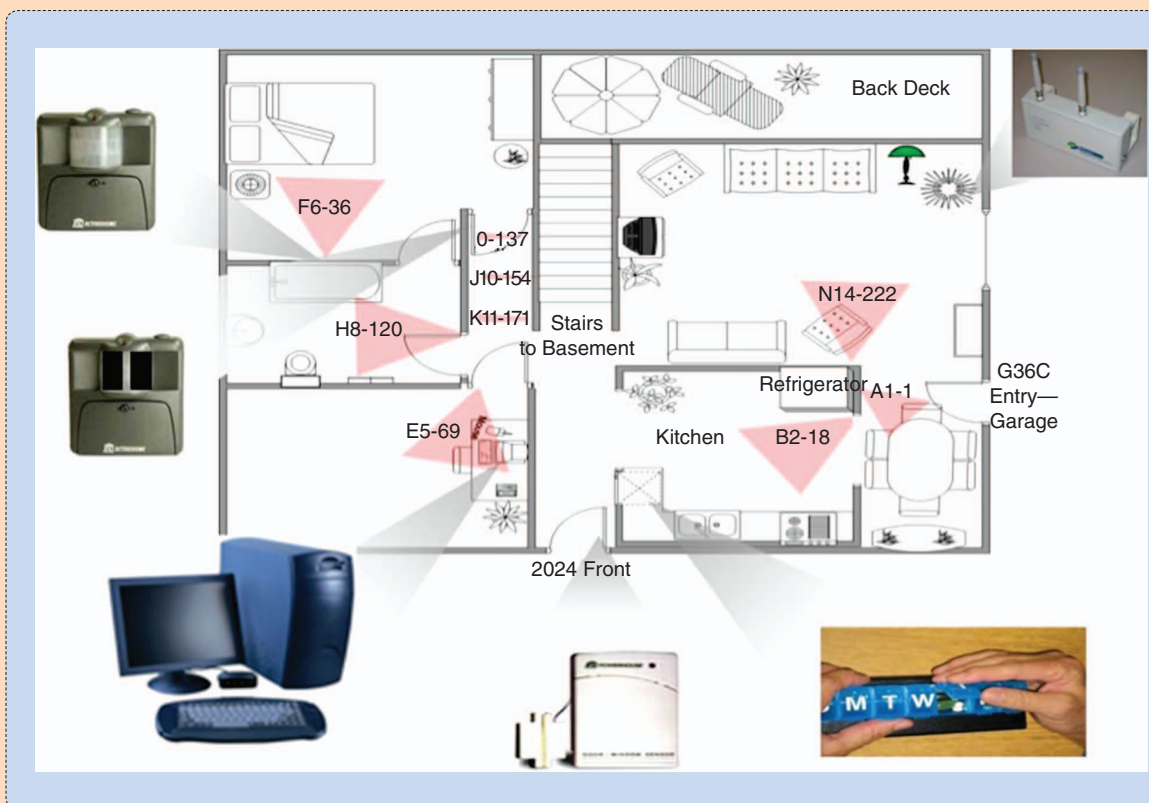 Back Deck
F6-36
0-137
J10-154
K11-171
H8-120
Stairs
to Basement
N14-222
Refrigerator
A1-1
G36C
Entry—
Garage
E5-69
Kitchen
B2-18
2024 Front
POWERHOUSE
M T W